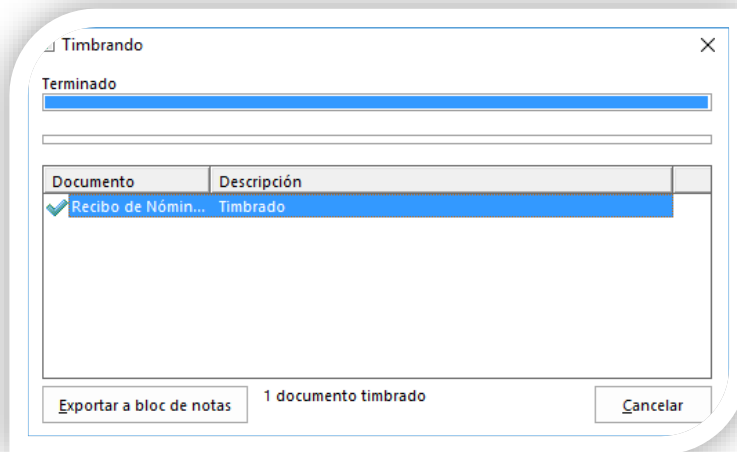 Timbrando
Terminado
Documento Descripción
Recibo de Nómin... Timbrado
Exportar a bloc de notas 1 documento timbrado Cancelar